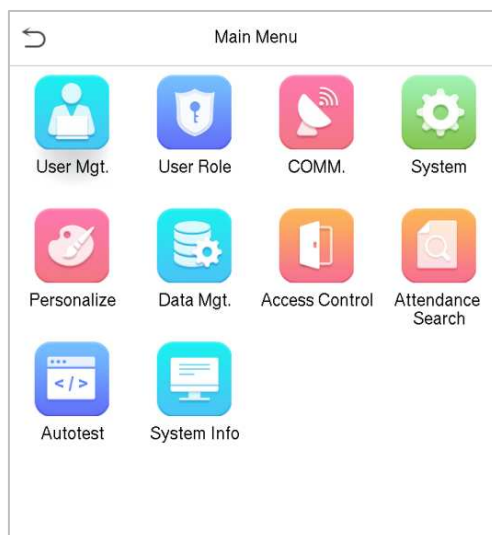 Main Menu
User Mgt.
User Role
COMM.
System
Personalize
Data Mgt.
Access Control
Attendance
Search
</>
Autotest
System Info